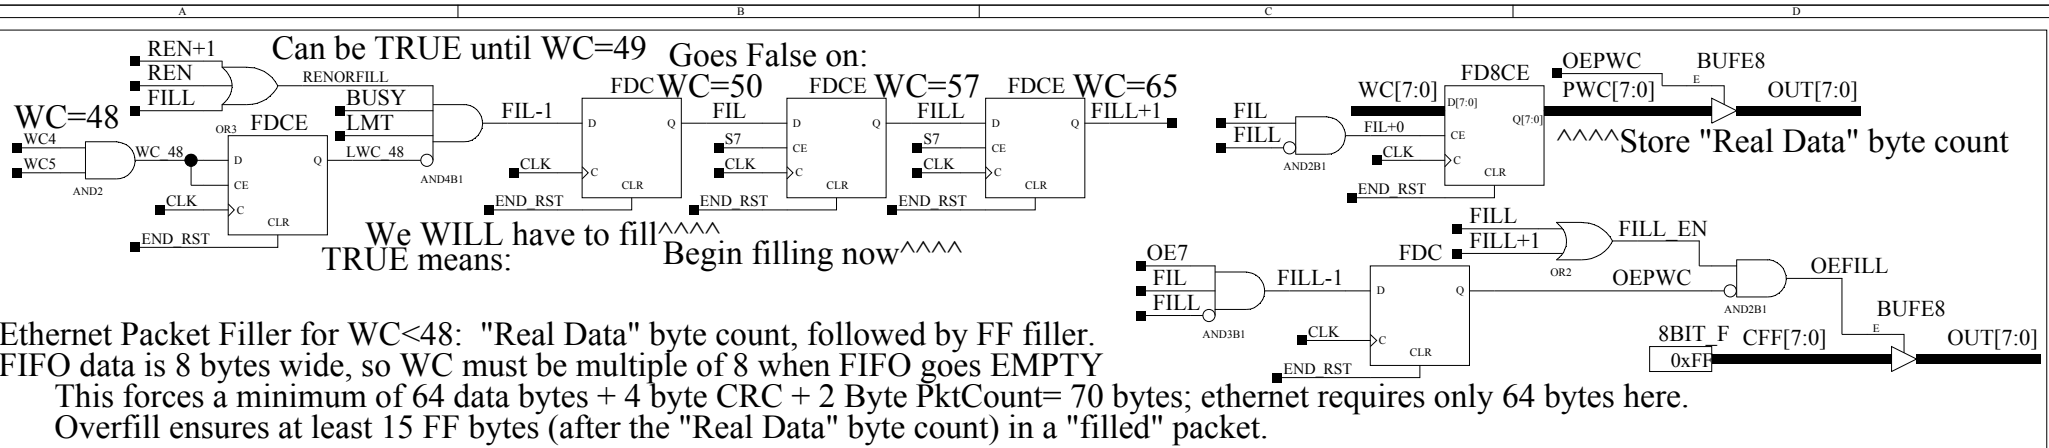 A B C D
Can be TRUE until WC=49 Goes False on:
REN+1
REN
FILL
RENORFILL
OR3
WC=48
WC4
WC5
AND2
WC_48
FDCE
D
CE
C
Q
CLR
CLK
END_RST
LWC_48
BUSY
LMT
AND4B1
FIL-1
FDC WC=50
D
Q
C
CLR
CLK
END_RST
FIL
FDCE WC=57
D
Q
S7
CE
CLK
C
CLR
END_RST
FILL
FDCE WC=65
D
Q
S7
CE
CLK
C
CLR
END_RST
FILL+1
We WILL have to fill^^^^
TRUE means:
Begin filling now^^^^
FIL
FILL
AND2B1
FIL+0
WC[7:0]
FD8CE
D[7:0]
Q[7:0]
CE
CLK
C
CLR
END_RST
OEPWC
PWC[7:0]
BUFE8
E
OUT[7:0]
^^^^Store "Real Data" byte count
OE7
FIL
FILL
AND3B1
FILL-1
FDC
D
Q
CLK
C
CLR
END_RST
FILL
FILL+1
OR2
FILL_EN
OEPWC
AND2B1
OEFILL
BUFE8
E
8BIT_F
0xFF
CFF[7:0]
OUT[7:0]
Ethernet Packet Filler for WC<48: "Real Data" byte count, followed by FF filler.
FIFO data is 8 bytes wide, so WC must be multiple of 8 when FIFO goes EMPTY
This forces a minimum of 64 data bytes + 4 byte CRC + 2 Byte PktCount= 70 bytes; ethernet requires only 64 bytes here.
Overfill ensures at least 15 FF bytes (after the "Real Data" byte count) in a "filled" packet.